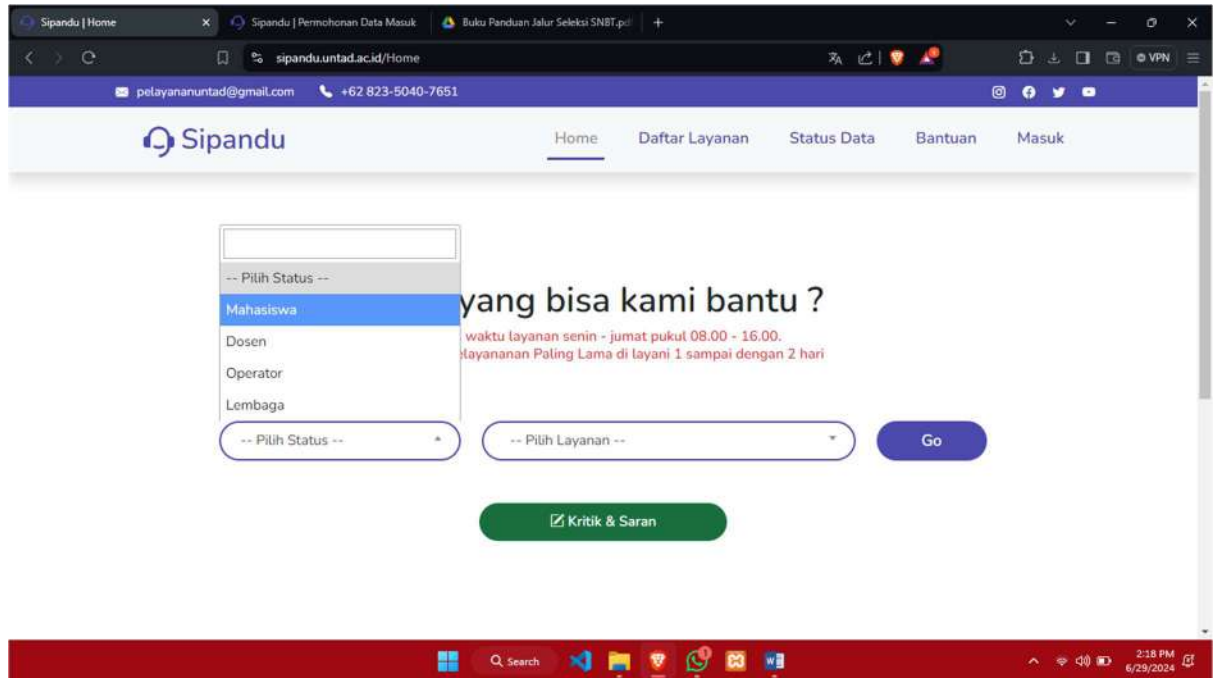 Sipandu | Home
Sipandu | Permohonan Data Masuk
Buku Panduan Jalur Seleksi SNBT.pd
sipandu.untad.ac.id/Home
VPN
pelayananuntad@gmail.com
+62 823-5040-7651
Sipandu
Home
Daftar Layanan
Status Data
Bantuan
Masuk
-- Pilih Status --
Mahasiswa
Dosen
Operator
Lembaga
yang bisa kami bantu ?
waktu layanan senin - jumat pukul 08.00 - 16.00.
layananan Paling Lama di layani 1 sampai dengan 2 hari
-- Pilih Status --
-- Pilih Layanan --
Go
Kritik & Saran
Search
2:18 PM
6/29/2024